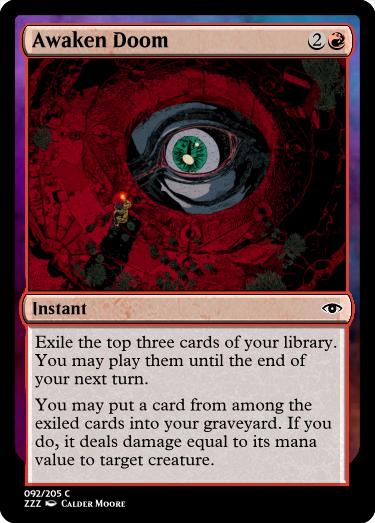 Awaken Doom 2
Instant
Exile the top three cards of your library.
You may play them until the end of
your next turn.
You may put a card from among the
exiled cards into your graveyard. If you
do, it deals damage equal to its mana
value to target creature.
092/205 C
ZZZ Calder Moore